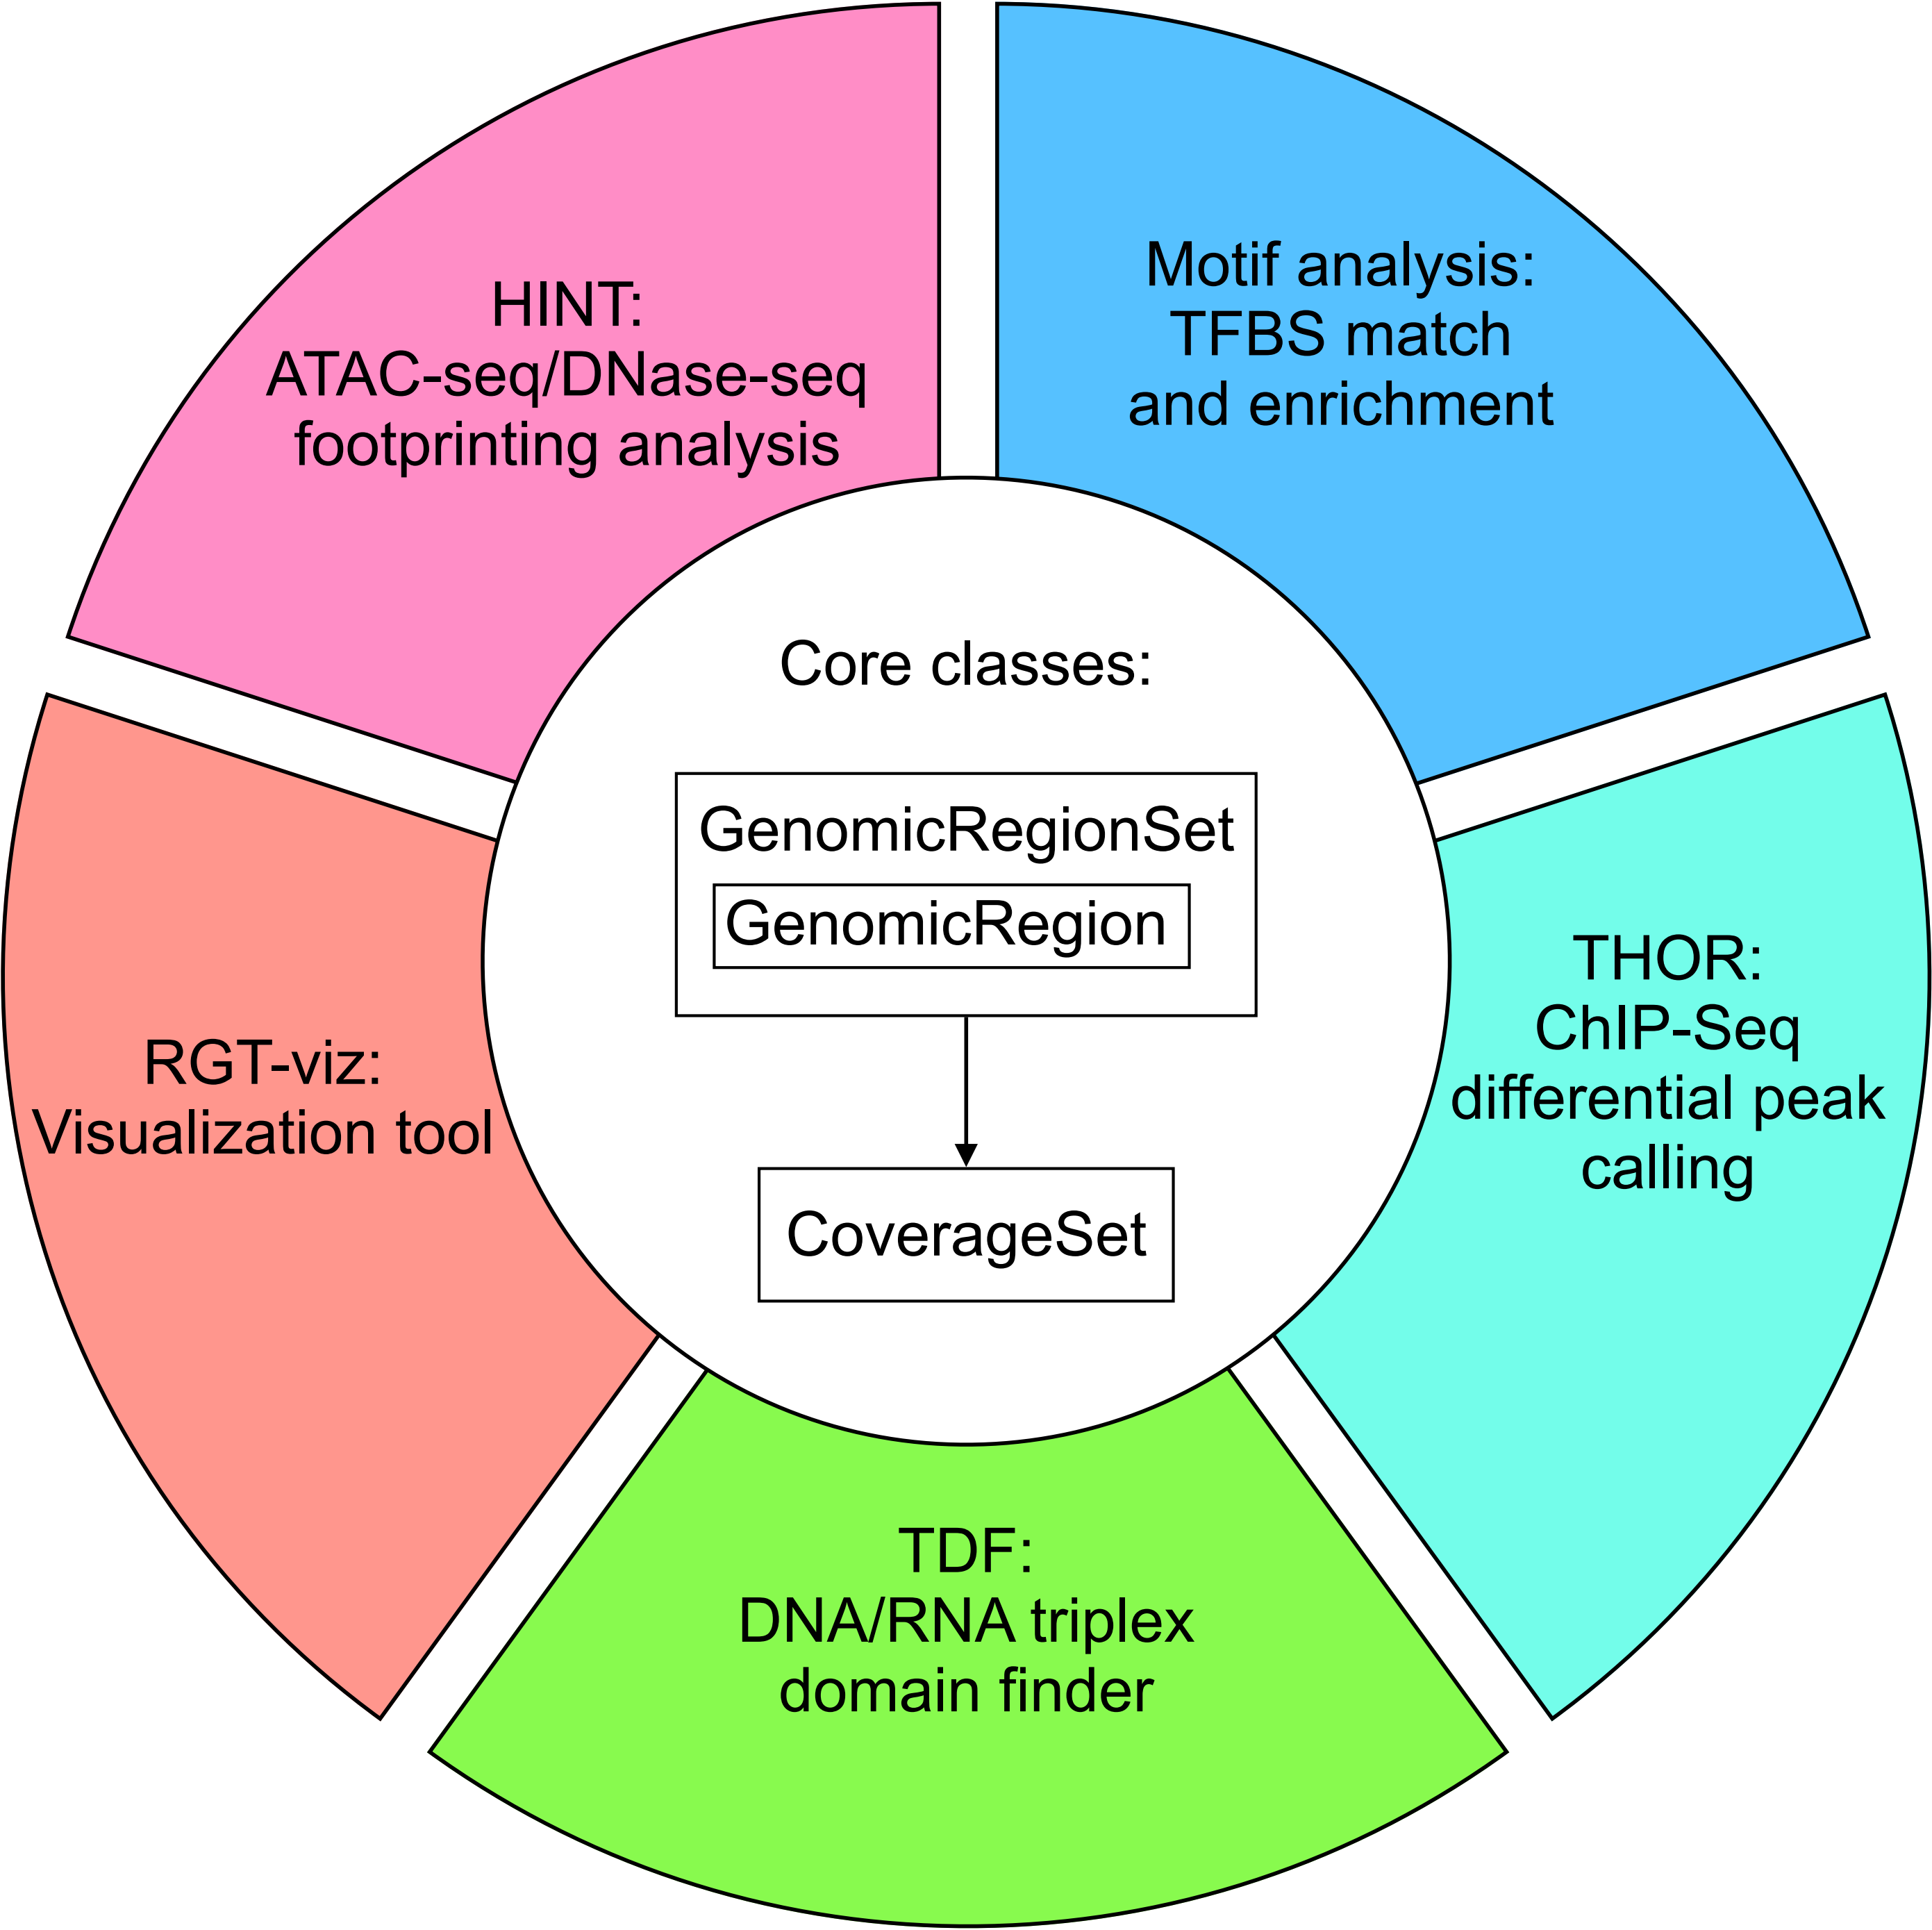 HINT:
ATAC-seq/DNase-seq
footprinting analysis
Motif analysis:
TFBS match
and enrichment
Core classes:
GenomicRegionSet
GenomicRegion
CoverageSet
THOR:
ChIP-Seq
differential peak
calling
RGT-viz:
Visualization tool
TDF:
DNA/RNA triplex
domain finder